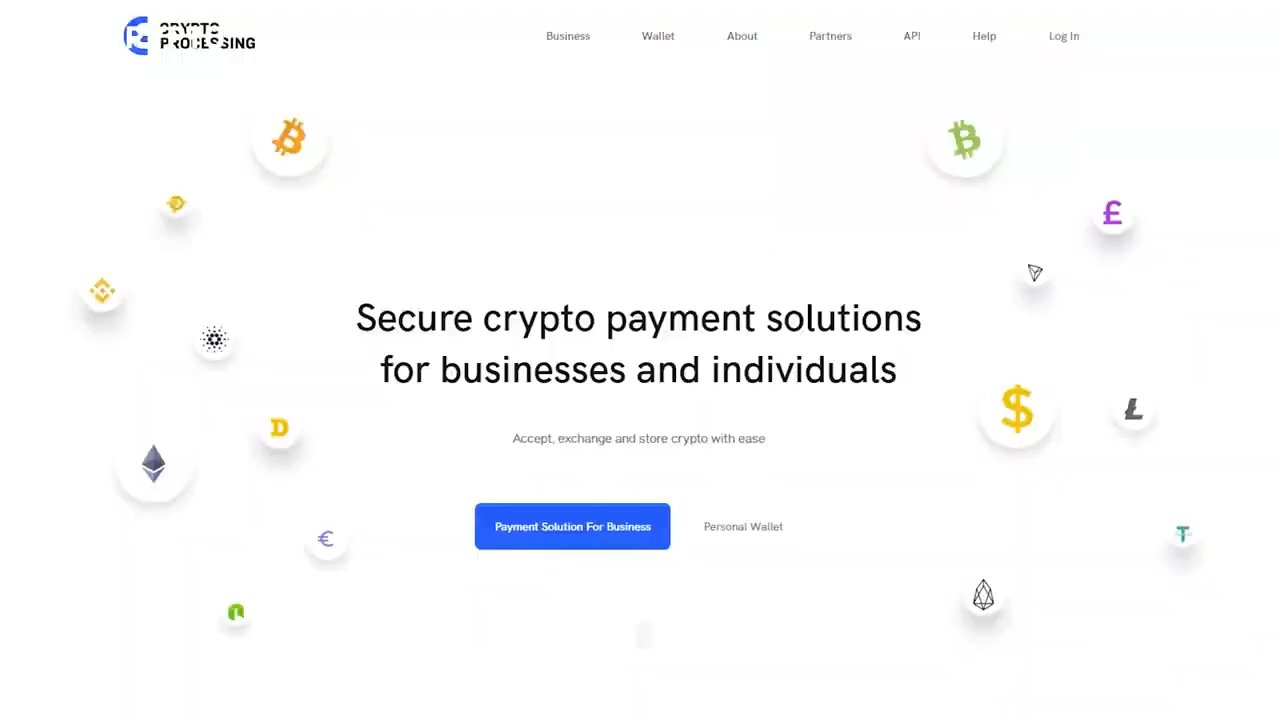 CRYPTO
PROCESSING
Business Wallet About Partners API Help Log In
Secure crypto payment solutions
for businesses and individuals
Accept, exchange and store crypto with ease
Payment Solution For Business Personal Wallet